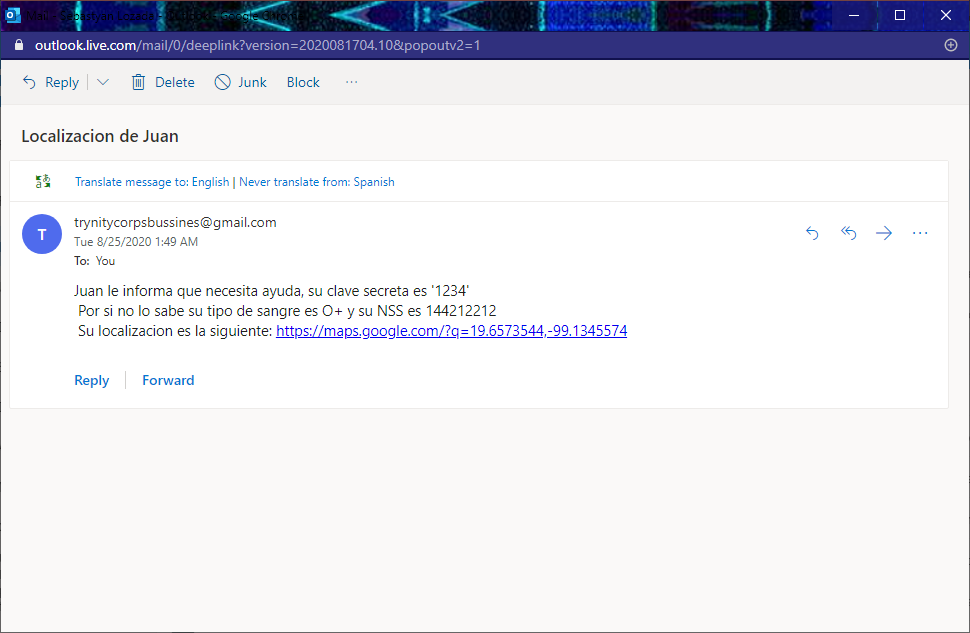 outlook.live.com/mail/0/deeplink?version=2020081704.10&popoutv2=1
Reply Delete Junk Block ...
Localizacion de Juan
Translate message to: English | Never translate from: Spanish
T
trynitycorpsbussines@gmail.com
Tue 8/25/2020 1:49 AM
To: You
Juan le informa que necesita ayuda, su clave secreta es '1234'
Por si no lo sabe su tipo de sangre es O+ y su NSS es 144212212
Su localizacion es la siguiente: https://maps.google.com/?q=19.6573544,-99.1345574
Reply Forward